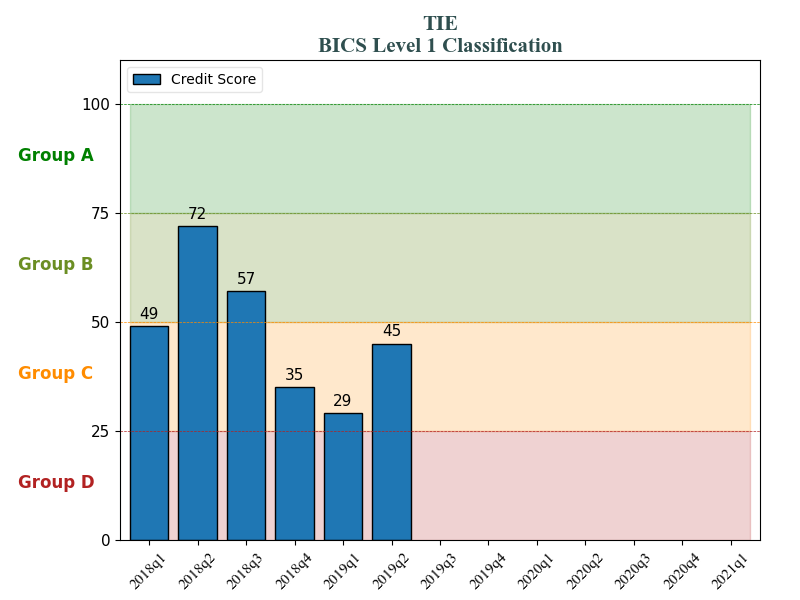 TIE
BICS Level 1 Classification
Credit Score
100
Group A
75
72
Group B
57
50
49
45
Group C
35
29
25
Group D
0
2018q1 2018q2 2018q3 2018q4 2019q1 2019q2 2019q3 2019q4 2020q1 2020q2 2020q3 2020q4 2021q1